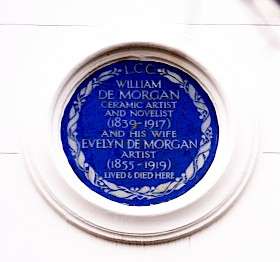 L.C.C.
WILLIAM
DE MORGAN
CERAMIC ARTIST
AND NOVELIST
(1839-1917)
AND HIS WIFE
EVELYN DE MORGAN
ARTIST
(1855-1919)
LIVED & DIED HERE